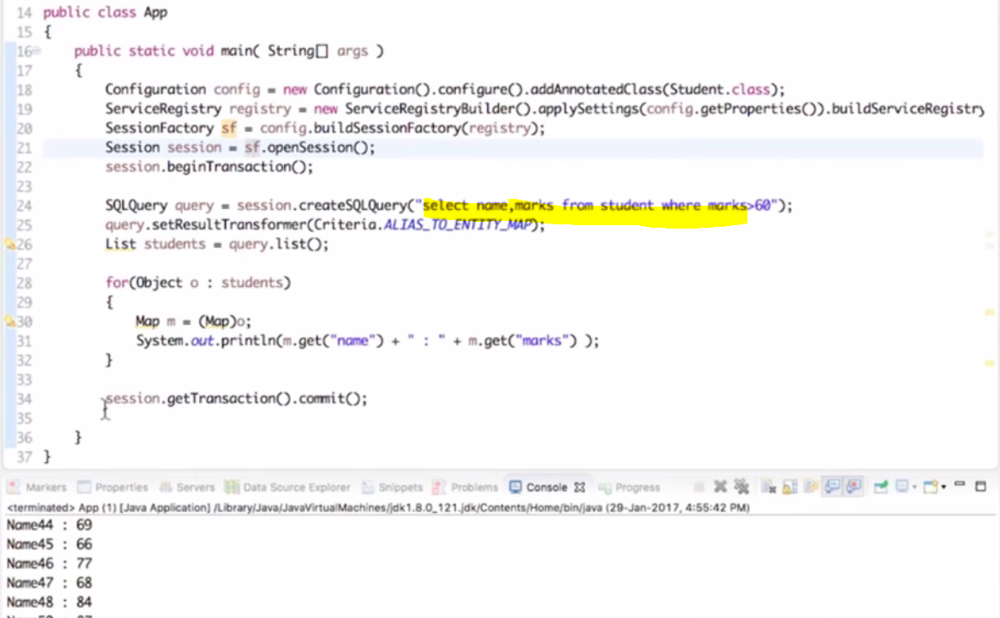 14 public class App
15 {
16 public static void main( String[] args )
17 {
18 Configuration config = new Configuration().configure().addAnnotatedClass(Student.class);
19 ServiceRegistry registry = new ServiceRegistryBuilder().applySettings(config.getProperties()).buildServiceRegistry
20 SessionFactory sf = config.buildSessionFactory(registry);
21 Session session = sf.openSession();
22 session.beginTransaction();
23
24 SQLQuery query = session.createSQLQuery("select name,marks from student where marks>60");
25 query.setResultTransformer(Criteria.ALIAS_TO_ENTITY_MAP);
26 List students = query.list();
27
28 for(Object o : students)
29 {
30 Map m = (Map)o;
31 System.out.println(m.get("name") + " : " + m.get("marks") );
32 }
33
34 session.getTransaction().commit();
35
36 }
37 }
Markers Properties Servers Data Source Explorer Snippets Problems Console Progress
<terminated> App (1) [Java Application] /Library/Java/JavaVirtualMachines/jdk1.8.0_121.jdk/Contents/Home/bin/java (29-Jan-2017, 4:55:42 PM)
Name44 : 69
Name45 : 66
Name46 : 77
Name47 : 68
Name48 : 84